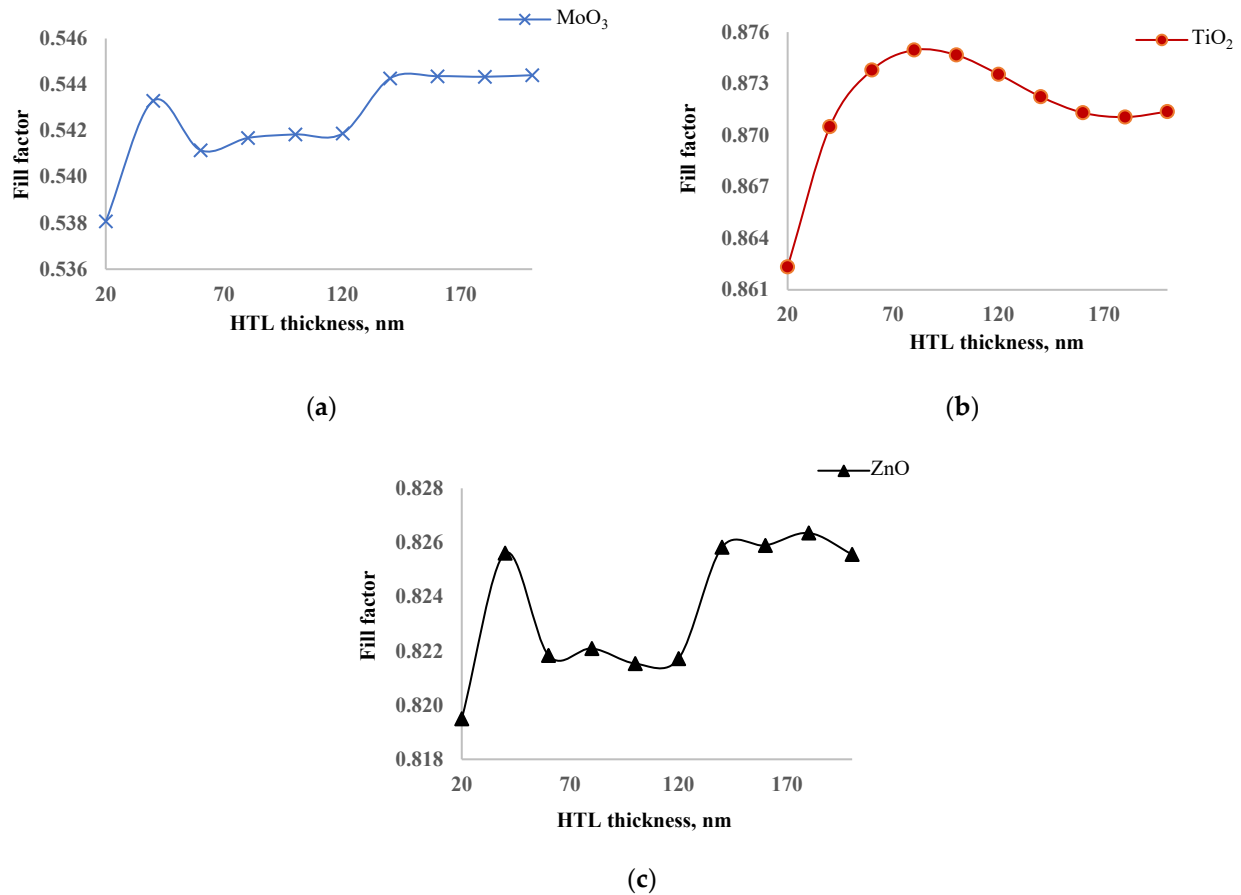 MoO₃
0.546
0.544
0.542
0.540
0.538
0.536
Fill factor
20 70 120 170
HTL thickness, nm
(a)
TiO₂
0.876
0.873
0.870
0.867
0.864
0.861
Fill factor
20 70 120 170
HTL thickness, nm
(b)
ZnO
0.828
0.826
0.824
0.822
0.820
0.818
Fill factor
20 70 120 170
HTL thickness, nm
(c)